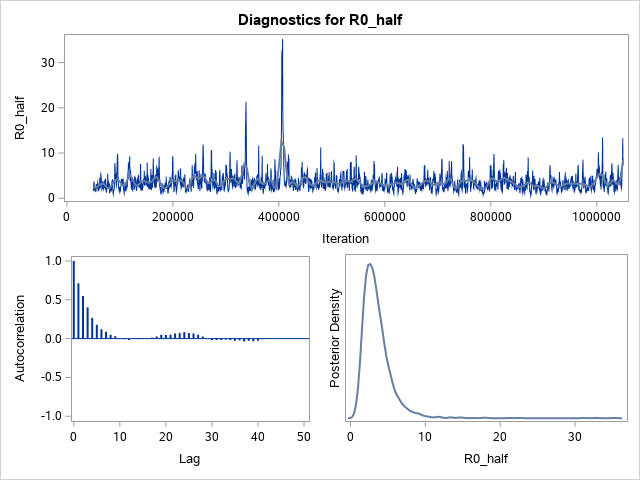 Diagnostics for R0_half
R0_half
30
20
10
0
0 200000 400000 600000 800000 1000000
Iteration
Autocorrelation
1.0
0.5
0.0
-0.5
-1.0
0 10 20 30 40 50
Lag
Posterior Density
0 10 20 30
R0_half